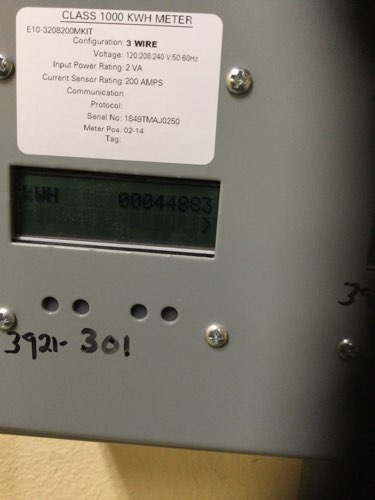 CLASS 1000 KWH METER
E10-3208200MKIT
Configuration: 3 WIRE
Voltage: 120:208:240 V:50:60Hz
Input Power Rating: 2 VA
Current Sensor Rating: 200 AMPS
Communication
Protocol:
Serial No: 1849TMAJ0250
Meter Pos: 02-14
Tag:
kWH 00044883
>
3921- 301